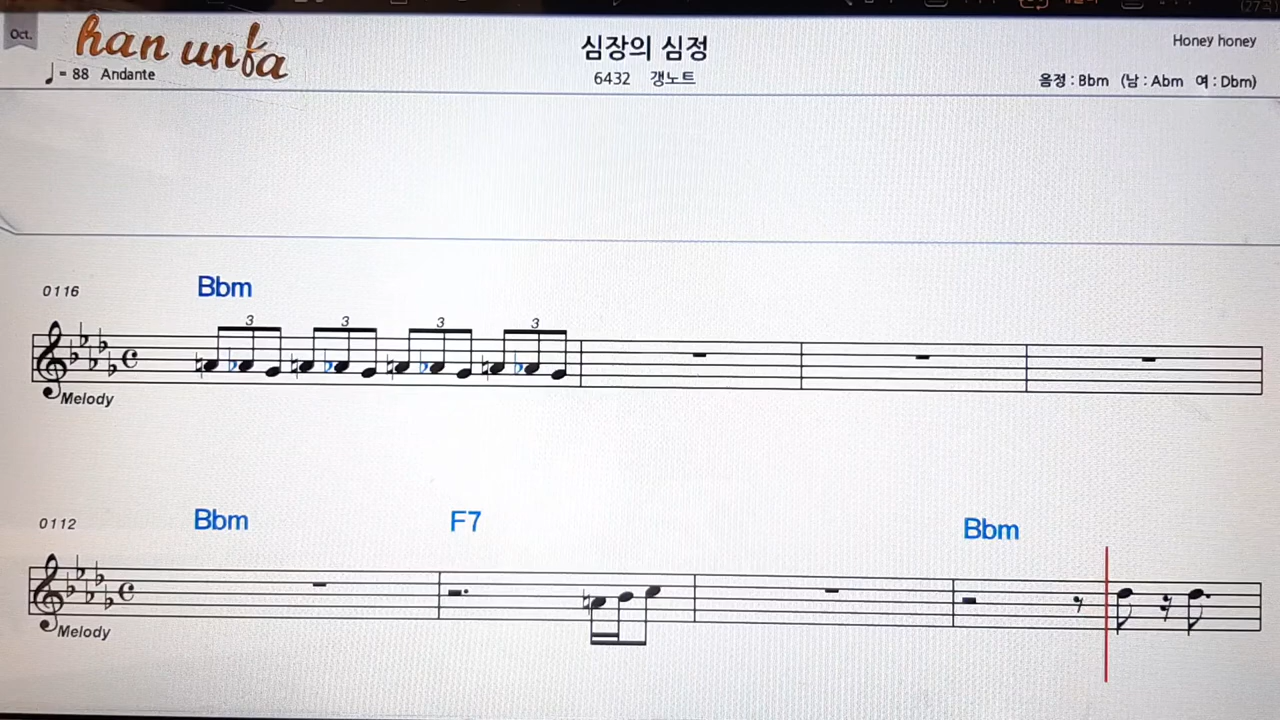 Oct.
han unfa
Honey honey
심장의 심정
♩= 88 Andante
6432 갱노트
음정 : Bbm (남 : Abm 여 : Dbm)
0116
Bbm
3 3 3 3
Melody
0112
Bbm F7 Bbm
Melody